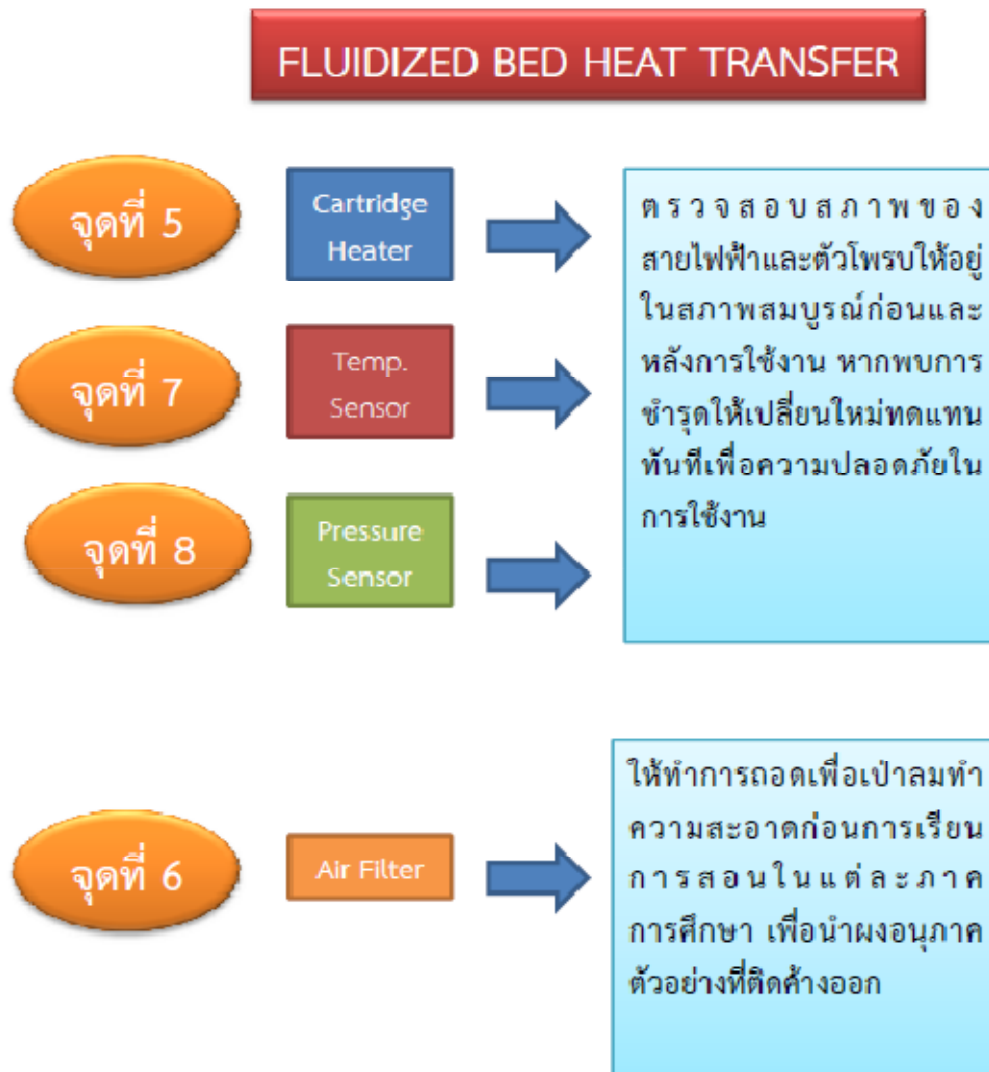 FLUIDIZED BED HEAT TRANSFER
จุดที่ 5
Cartridge
Heater
จุดที่ 7
Temp.
Sensor
จุดที่ 8
Pressure
Sensor
ตรวจสอบสภาพของ
สายไฟฟ้าและตัวโพรบให้อยู่
ในสภาพสมบูรณ์ก่อนและ
หลังการใช้งาน หากพบการ
ชำรุดให้เปลี่ยนใหม่ทดแทน
ทันทีเพื่อความปลอดภัยใน
การใช้งาน
จุดที่ 6
Air Filter
ให้ทำการถอดเพื่อเป่าลมทำ
ความสะอาดก่อนการเรียน
การสอนในแต่ละภาค
การศึกษา เพื่อนำผงอนุภาค
ตัวอย่างที่ติดค้างออก